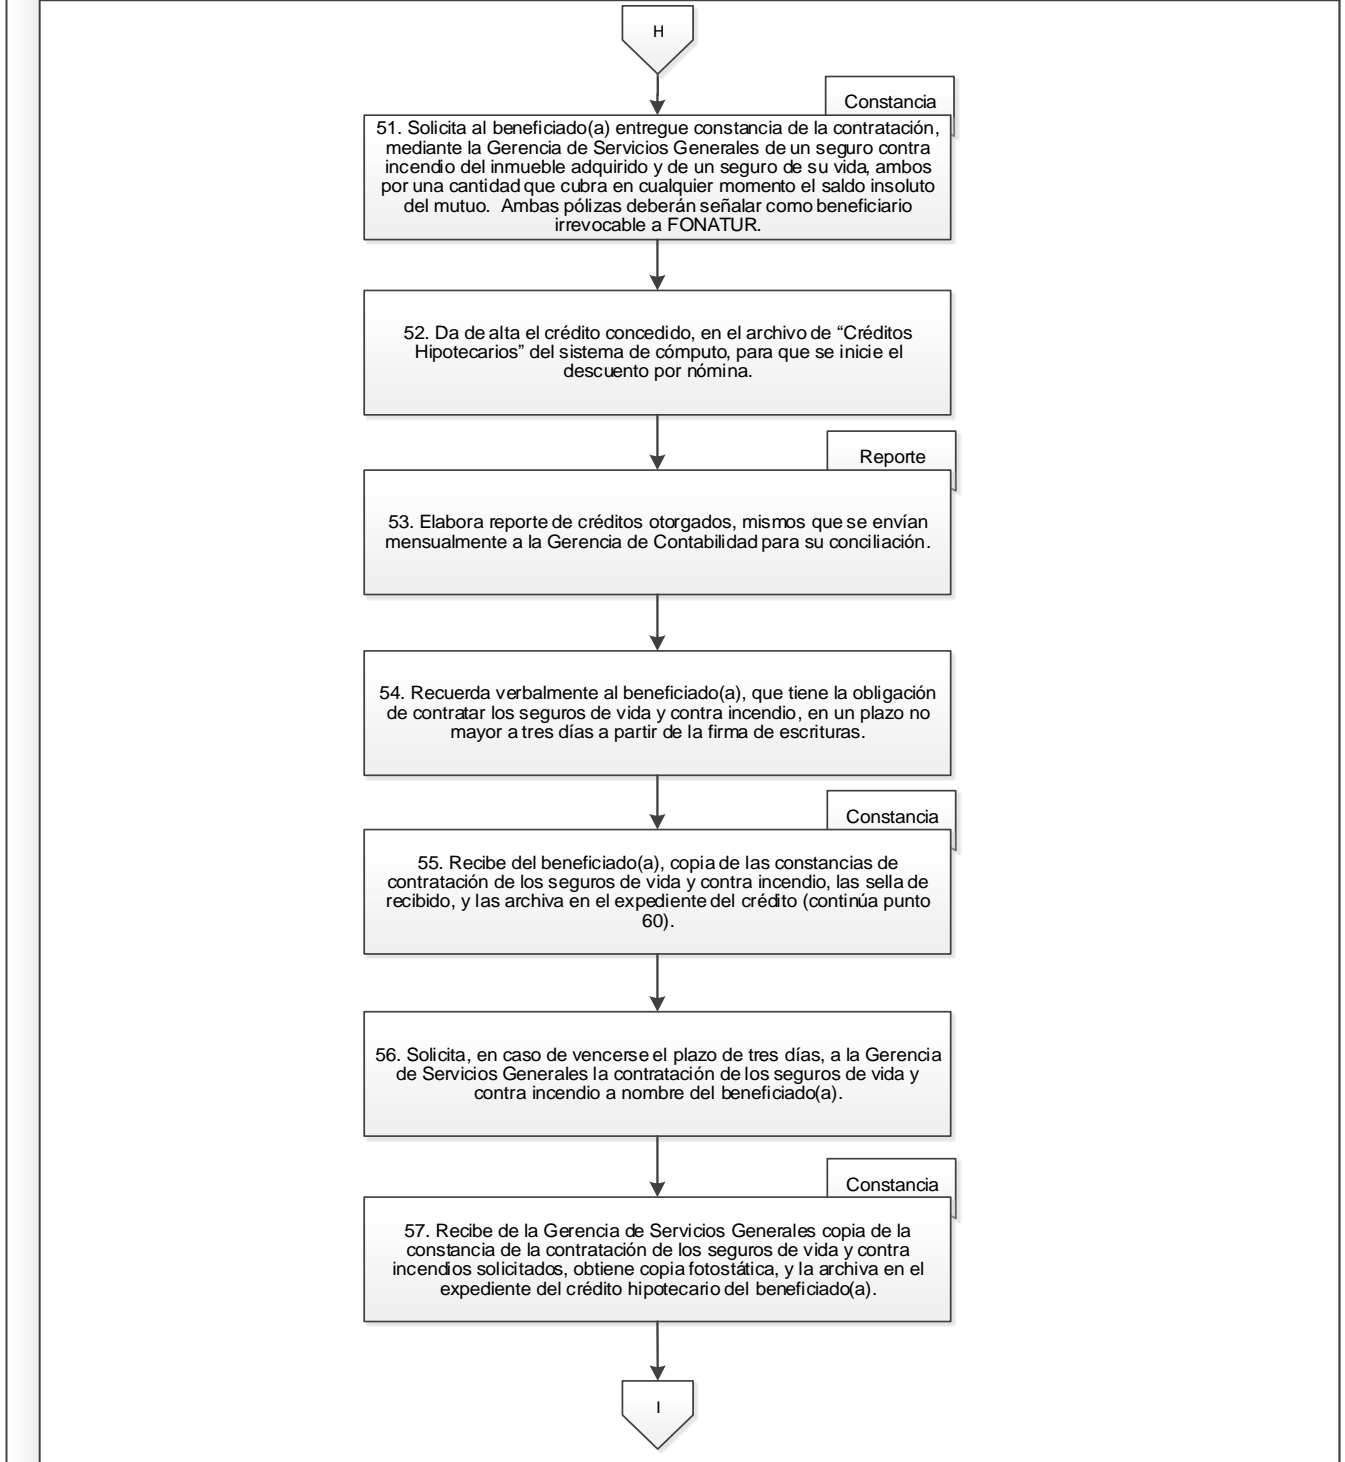 H
Constancia
51. Solicita al beneficiado(a) entregue constancia de la contratación,
mediante la Gerencia de Servicios Generales de un seguro contra
incendio del inmueble adquirido y de un seguro de su vida, ambos
por una cantidad que cubra en cualquier momento el saldo insoluto
del mutuo.  Ambas pólizas deberán señalar como beneficiario
irrevocable a FONATUR.
52. Da de alta el crédito concedido, en el archivo de “Créditos
Hipotecarios” del sistema de cómputo, para que se inicie el
descuento por nómina.
Reporte
53. Elabora reporte de créditos otorgados, mismos que se envían
mensualmente a la Gerencia de Contabilidad para su conciliación.
54. Recuerda verbalmente al beneficiado(a), que tiene la obligación
de contratar los seguros de vida y contra incendio, en un plazo no
mayor a tres días a partir de la firma de escrituras.
Constancia
55. Recibe del beneficiado(a), copia de las constancias de
contratación de los seguros de vida y contra incendio, las sella de
recibido, y las archiva en el expediente del crédito (continúa punto
60).
56. Solicita, en caso de vencerse el plazo de tres días, a la Gerencia
de Servicios Generales la contratación de los seguros de vida y
contra incendio a nombre del beneficiado(a).
Constancia
57. Recibe de la Gerencia de Servicios Generales copia de la
constancia de la contratación de los seguros de vida y contra
incendios solicitados, obtiene copia fotostática, y la archiva en el
expediente del crédito hipotecario del beneficiado(a).
I